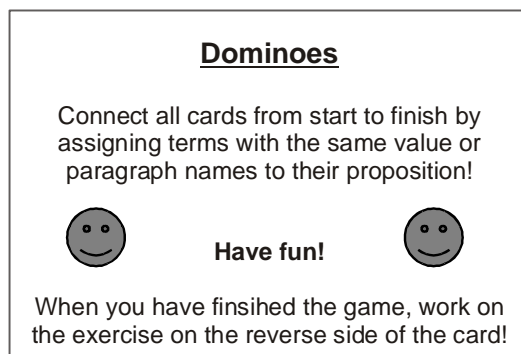 Dominoes
Connect all cards from start to finish by
assigning terms with the same value or
paragraph names to their proposition!
Have fun!
When you have finsihed the game, work on
the exercise on the reverse side of the card!